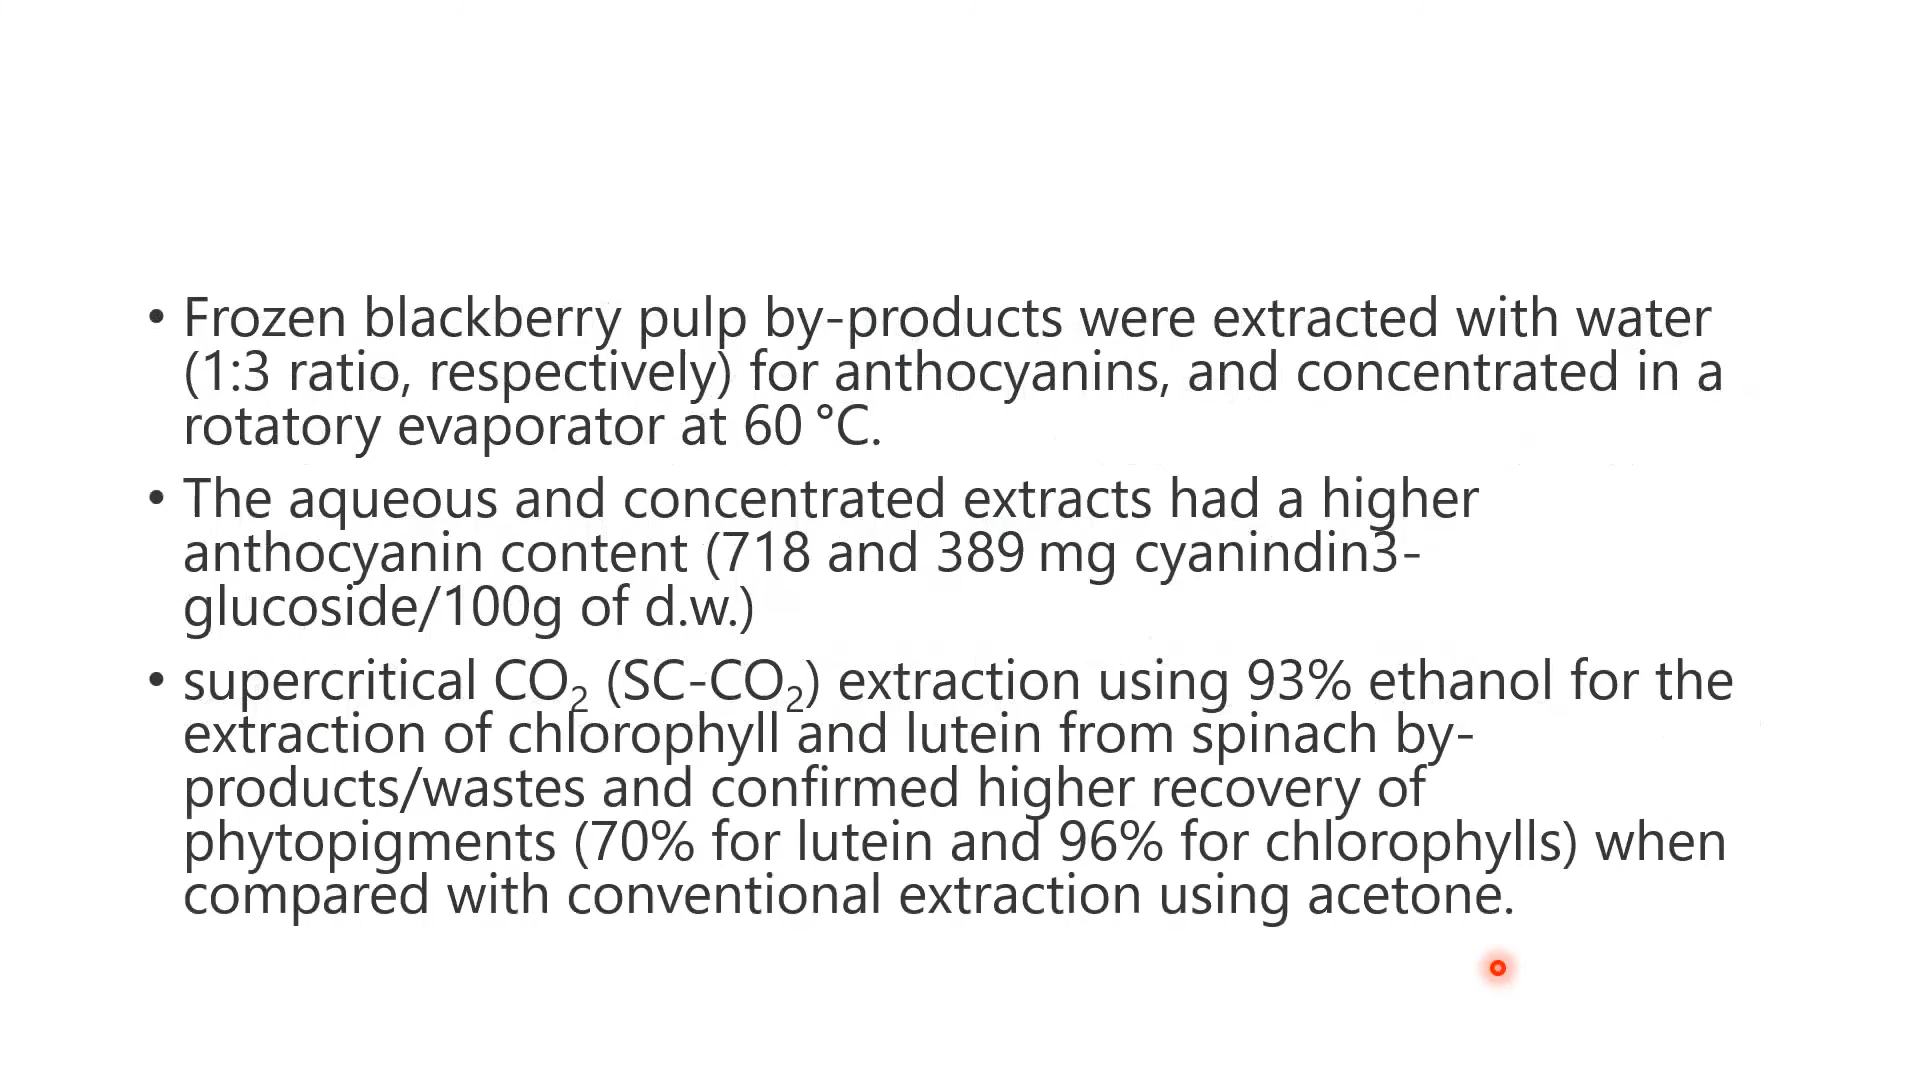 • Frozen blackberry pulp by-products were extracted with water
(1:3 ratio, respectively) for anthocyanins, and concentrated in a
rotatory evaporator at 60 °C.
• The aqueous and concentrated extracts had a higher
anthocyanin content (718 and 389 mg cyanindin3-
glucoside/100g of d.w.)
• supercritical CO₂ (SC-CO₂) extraction using 93% ethanol for the
extraction of chlorophyll and lutein from spinach by-
products/wastes and confirmed higher recovery of
phytopigments (70% for lutein and 96% for chlorophylls) when
compared with conventional extraction using acetone.